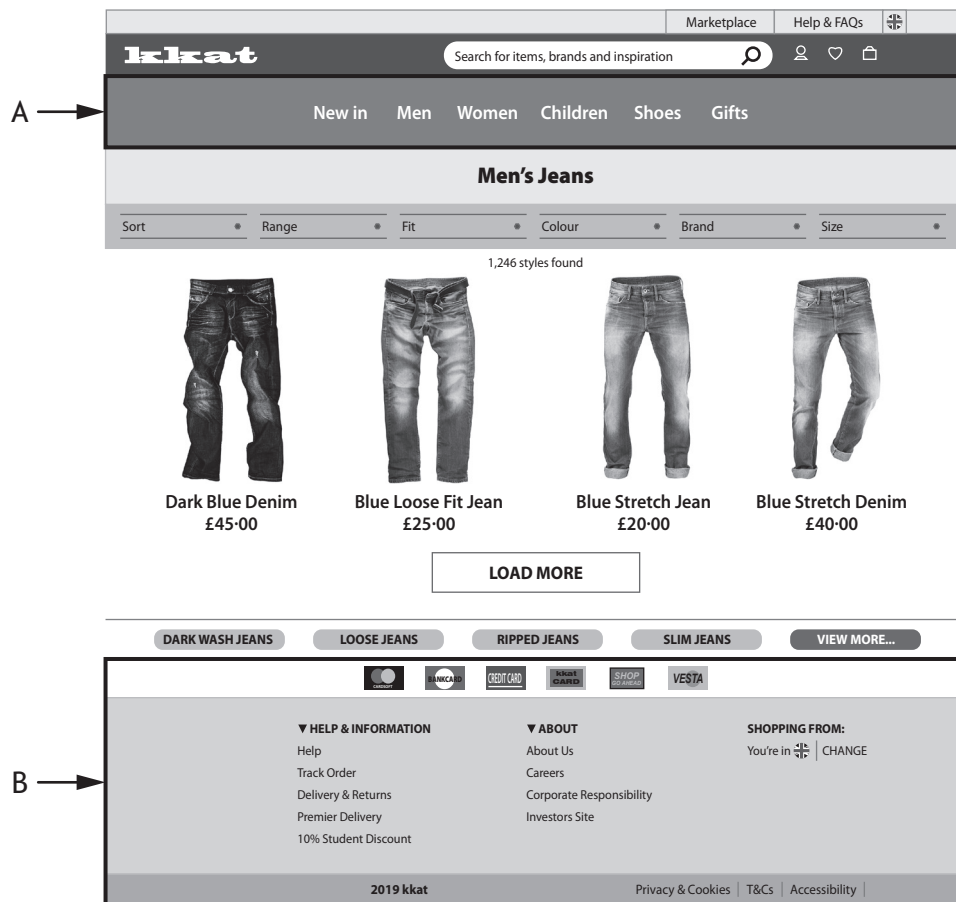 Marketplace Help & FAQs
kkat Search for items, brands and inspiration
A
New in Men Women Children Shoes Gifts
Men's Jeans
Sort Range Fit Colour Brand Size
1,246 styles found
Dark Blue Denim Blue Loose Fit Jean Blue Stretch Jean Blue Stretch Denim
£45·00 £25·00 £20·00 £40·00
LOAD MORE
DARK WASH JEANS LOOSE JEANS RIPPED JEANS SLIM JEANS VIEW MORE...
BANKCARD CREDIT CARD kkat CARD SHOP GO AHEAD VE$TA
B
▼ HELP & INFORMATION ▼ ABOUT SHOPPING FROM:
Help About Us You're in CHANGE
Track Order Careers
Delivery & Returns Corporate Responsibility
Premier Delivery Investors Site
10% Student Discount
2019 kkat Privacy & Cookies T&Cs Accessibility